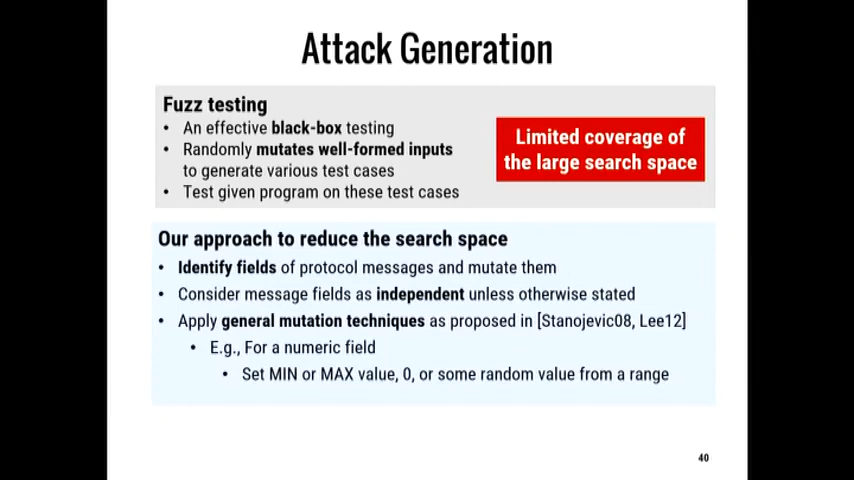 Attack Generation
Fuzz testing
• An effective black-box testing
• Randomly mutates well-formed inputs
to generate various test cases
• Test given program on these test cases
Limited coverage of
the large search space
Our approach to reduce the search space
• Identify fields of protocol messages and mutate them
• Consider message fields as independent unless otherwise stated
• Apply general mutation techniques as proposed in [Stanojevic08, Lee12]
• E.g., For a numeric field
• Set MIN or MAX value, 0, or some random value from a range
40